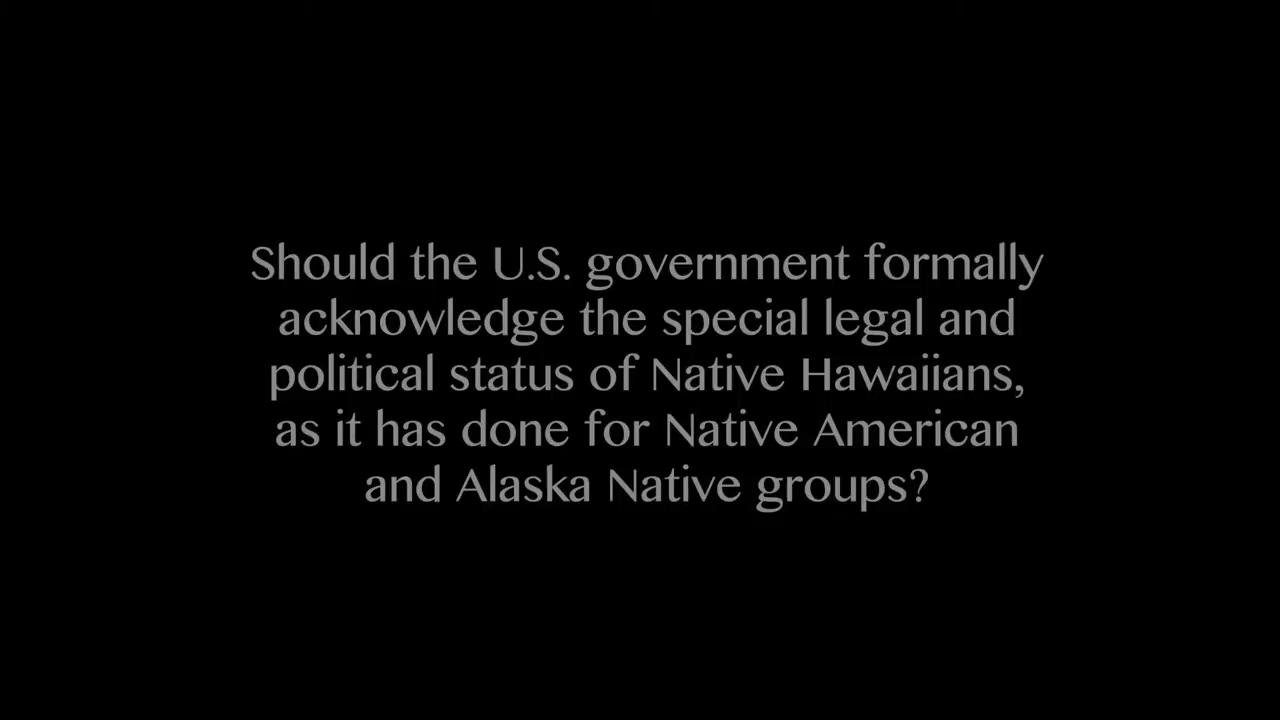 Should the U.S. government formally
acknowledge the special legal and
political status of Native Hawaiians,
as it has done for Native American
and Alaska Native groups?